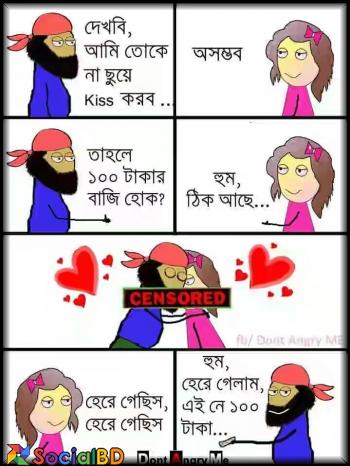 দেখবি,
আমি তোকে
না ছুয়ে
Kiss করব ...
অসম্ভব
তাহলে
১০০ টাকার
বাজি হোক?
হুম,
ঠিক আছে...
CENSORED
fb/ Dont Angry ME
হেরে গেছিস,
হেরে গেছিস
হুম,
হেরে গেলাম,
এই নে ১০০
টাকা...
SocialBD
Dont Angry Me